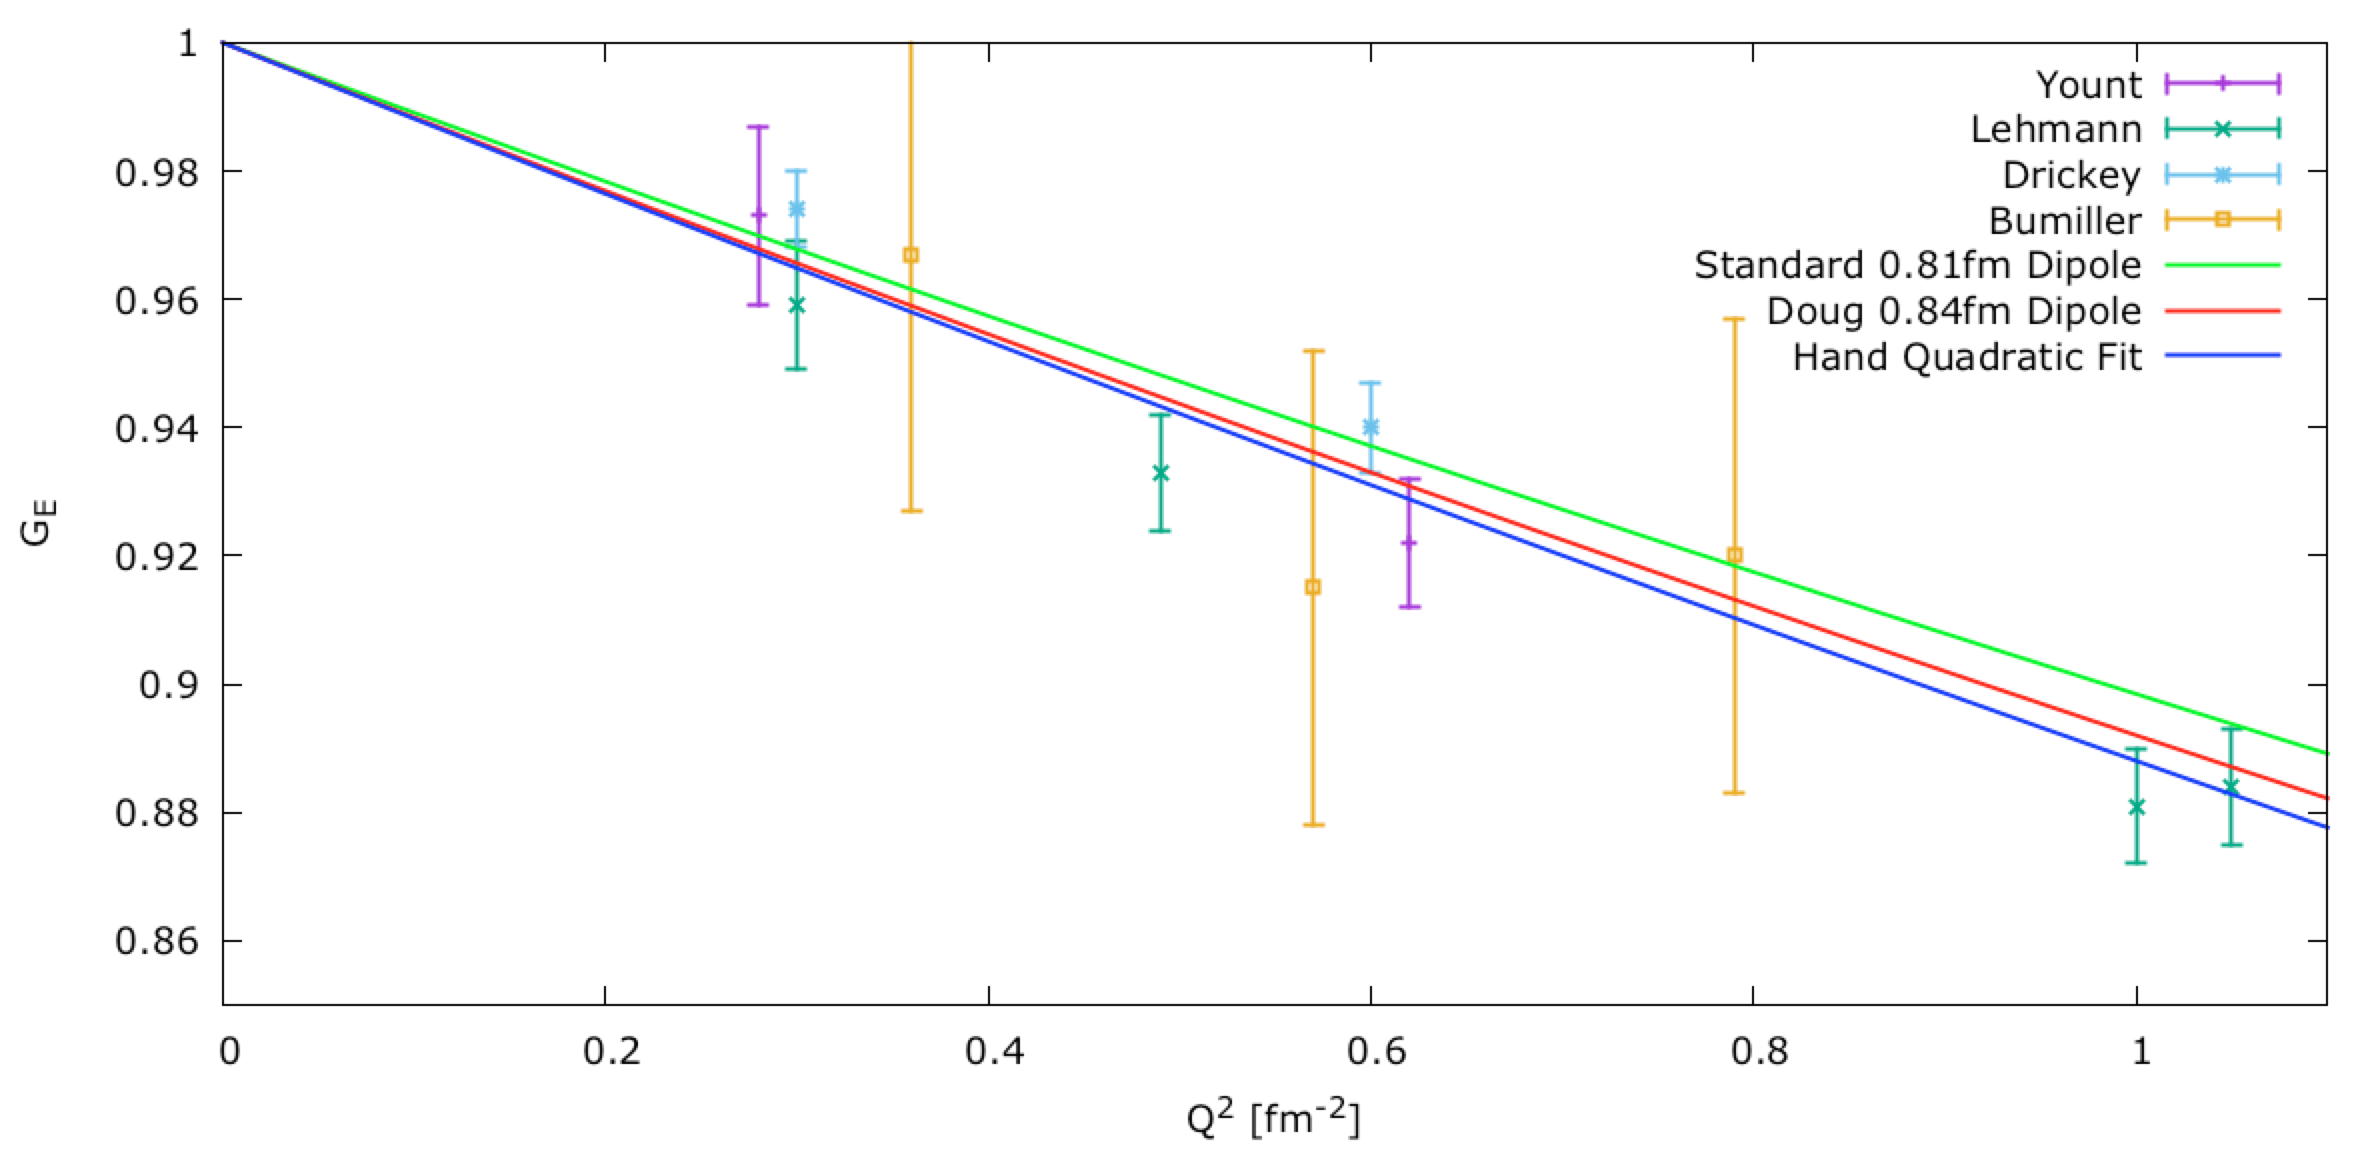 1
0.98
0.96
0.94
0.92
0.9
0.88
0.86
G_E
Yount
Lehmann
Drickey
Bumiller
Standard 0.81fm Dipole
Doug 0.84fm Dipole
Hand Quadratic Fit
0 0.2 0.4 0.6 0.8 1
Q² [fm⁻²]